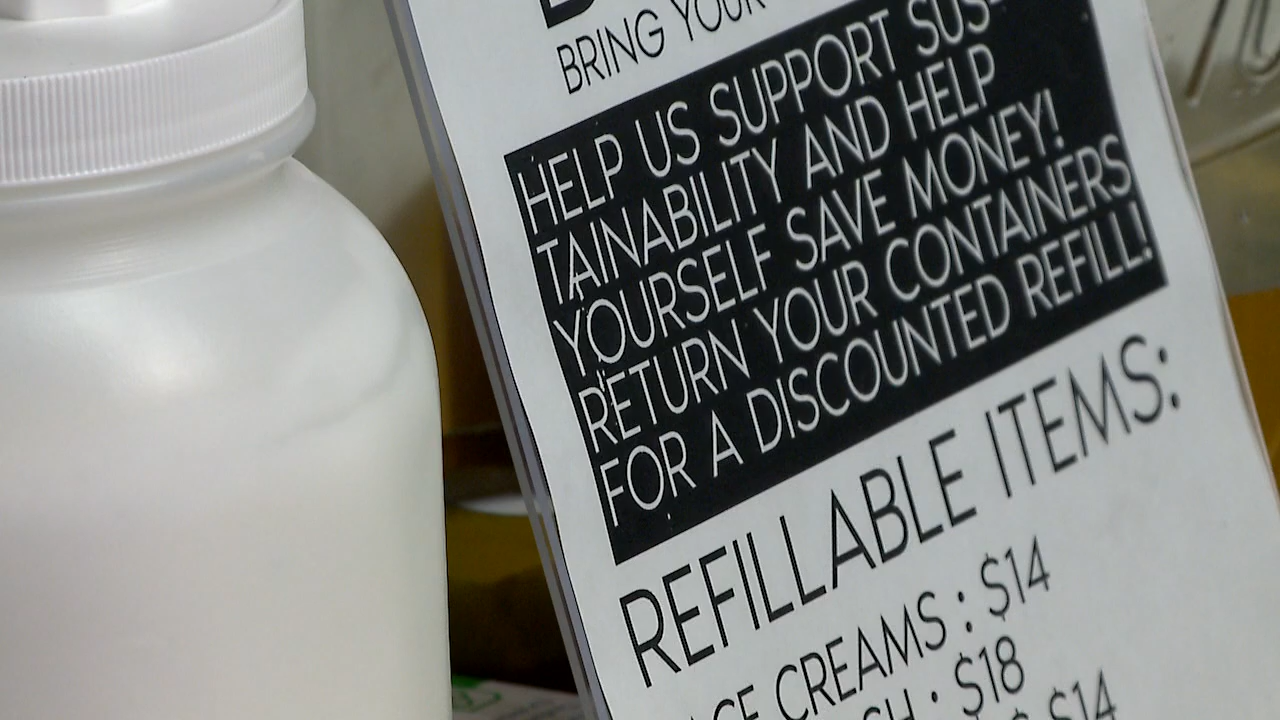 BRING YOUR
HELP US SUPPORT SUS-
TAINABILITY AND HELP
YOURSELF SAVE MONEY!
RETURN YOUR CONTAINERS
FOR A DISCOUNTED REFILL!
REFILLABLE ITEMS:
CREAMS : $14
$18
$14